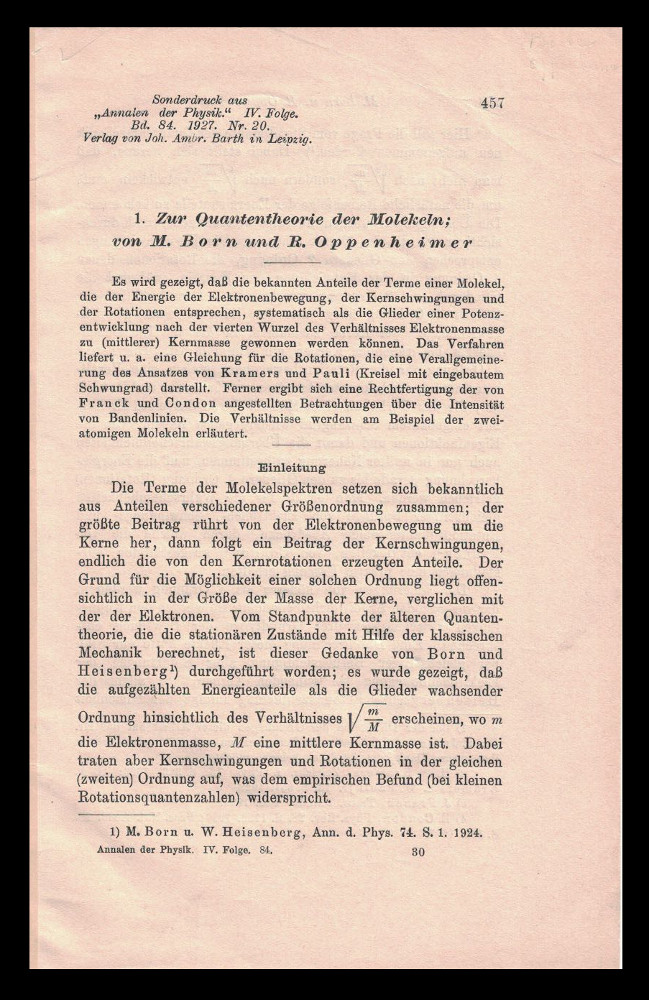 Sonderdruck aus
„Annalen der Physik.“ IV. Folge.
Bd. 84. 1927. Nr. 20.
Verlag von Joh. Ambr. Barth in Leipzig.
457
1. Zur Quantentheorie der Molekeln;
von M. Born und R. Oppenheimer
Es wird gezeigt, daß die bekannten Anteile der Terme einer Molekel,
die der Energie der Elektronenbewegung, der Kernschwingungen und
der Rotationen entsprechen, systematisch als die Glieder einer Potenz-
entwicklung nach der vierten Wurzel des Verhältnisses Elektronenmasse
zu (mittlerer) Kernmasse gewonnen werden können. Das Verfahren
liefert u. a. eine Gleichung für die Rotationen, die eine Verallgemeine-
rung des Ansatzes von Kramers und Pauli (Kreisel mit eingebautem
Schwungrad) darstellt. Ferner ergibt sich eine Rechtfertigung der von
Franck und Condon angestellten Betrachtungen über die Intensität
von Bandenlinien. Die Verhältnisse werden am Beispiel der zwei-
atomigen Molekeln erläutert.
Einleitung
Die Terme der Molekelspektren setzen sich bekanntlich
aus Anteilen verschiedener Größenordnung zusammen; der
größte Beitrag rührt von der Elektronenbewegung um die
Kerne her, dann folgt ein Beitrag der Kernschwingungen,
endlich die von den Kernrotationen erzeugten Anteile. Der
Grund für die Möglichkeit einer solchen Ordnung liegt offen-
sichtlich in der Größe der Masse der Kerne, verglichen mit
der der Elektronen. Vom Standpunkte der älteren Quanten-
theorie, die die stationären Zustände mit Hilfe der klassischen
Mechanik berechnet, ist dieser Gedanke von Born und
Heisenberg¹) durchgeführt worden; es wurde gezeigt, daß
die aufgezählten Energieanteile als die Glieder wachsender
Ordnung hinsichtlich des Verhältnisses √(m/M) erscheinen, wo m
die Elektronenmasse, M eine mittlere Kernmasse ist. Dabei
traten aber Kernschwingungen und Rotationen in der gleichen
(zweiten) Ordnung auf, was dem empirischen Befund (bei kleinen
Rotationsquantenzahlen) widerspricht.
1) M. Born u. W. Heisenberg, Ann. d. Phys. 74. S. 1. 1924.
Annalen der Physik. IV. Folge. 84. 30